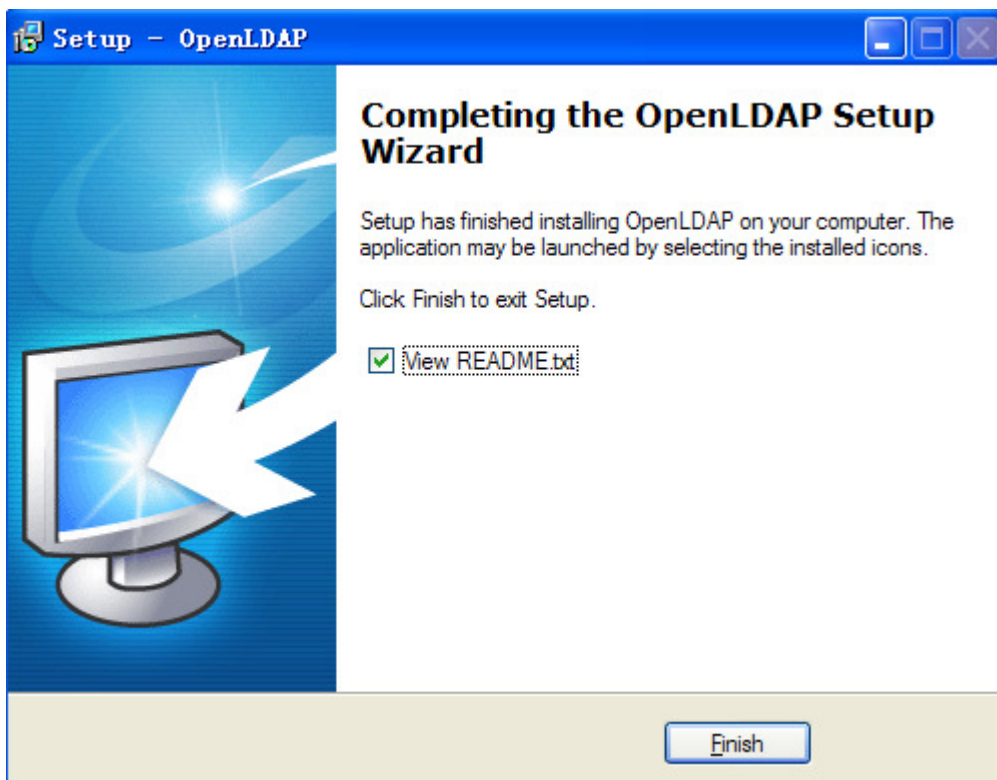 Setup - OpenLDAP
Completing the OpenLDAP Setup
Wizard
Setup has finished installing OpenLDAP on your computer. The
application may be launched by selecting the installed icons.
Click Finish to exit Setup.
View README.txt
Finish